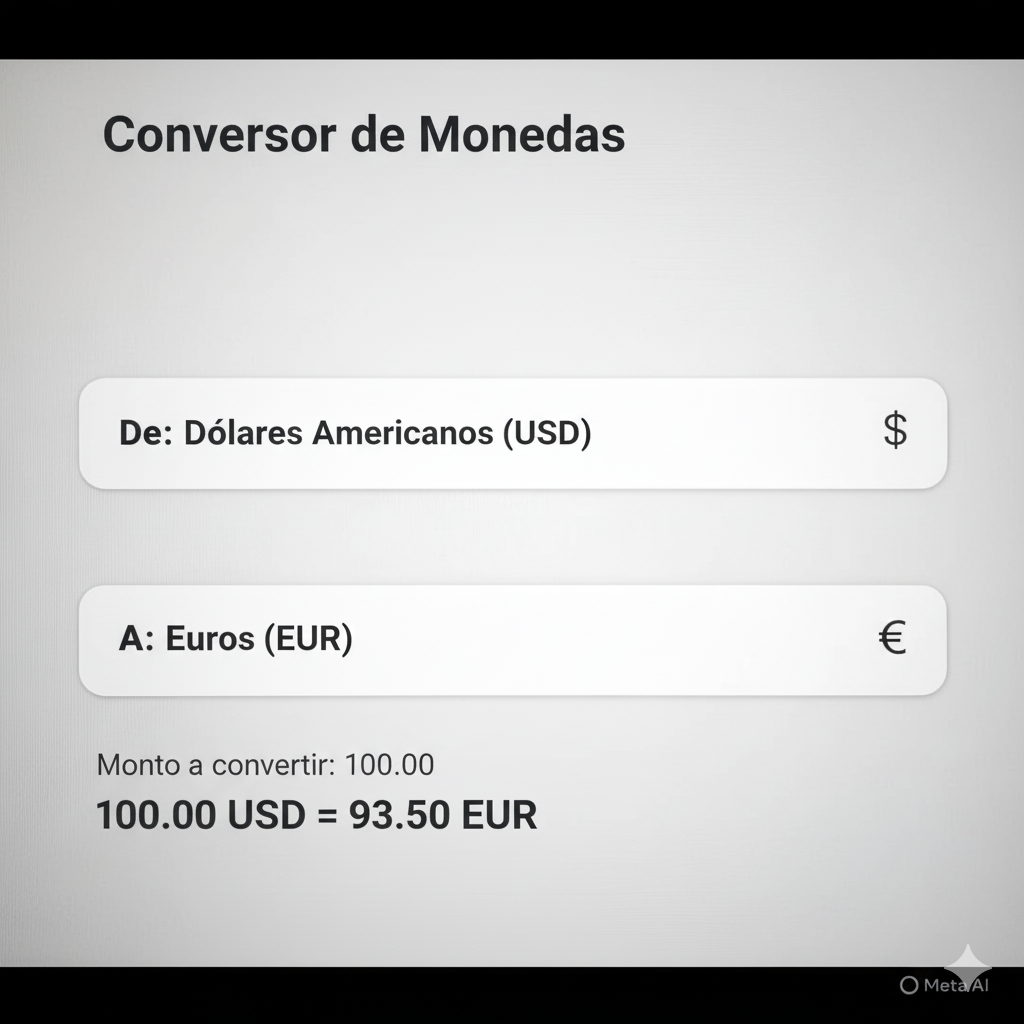 Conversor de Monedas
De: Dólares Americanos (USD) $
A: Euros (EUR) €
Monto a convertir: 100.00
100.00 USD = 93.50 EUR
Meta AI